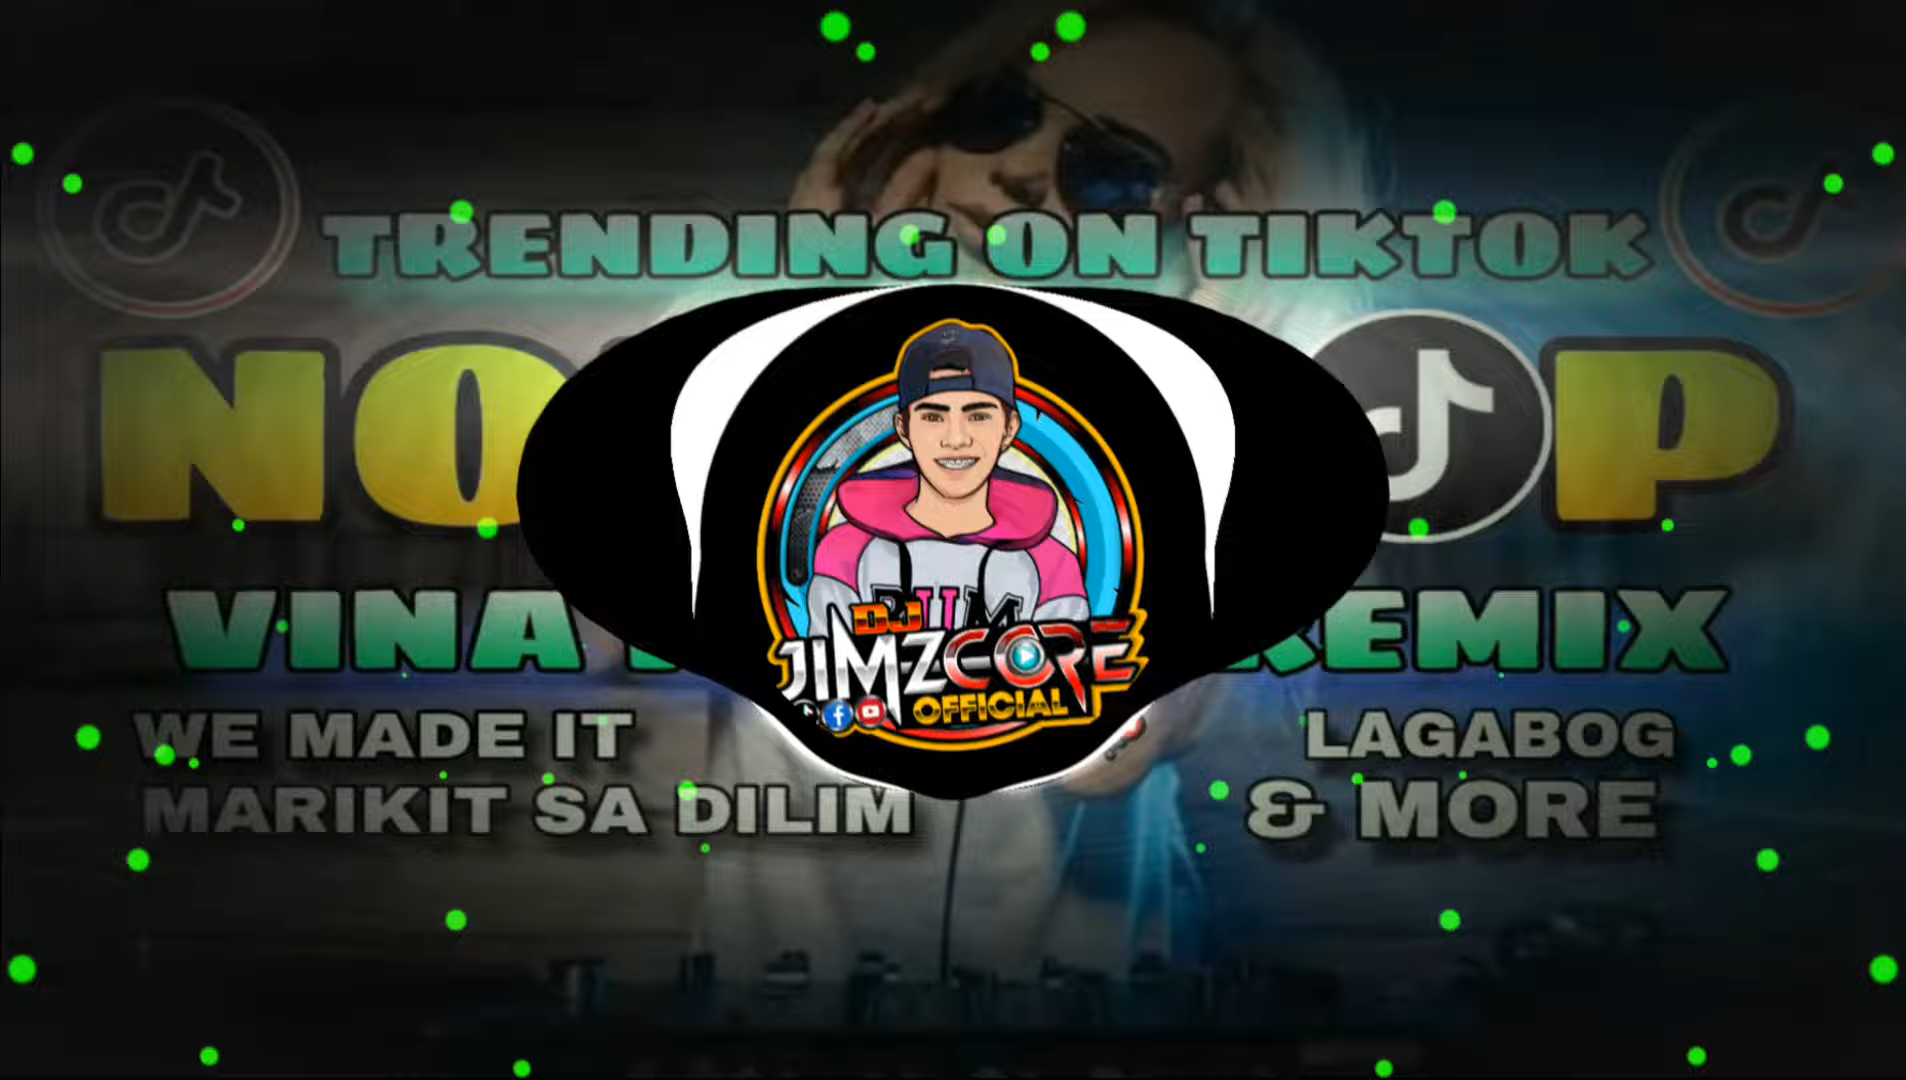 TRENDING ON TIKTOK
NO P
VINA REMIX
WE MADE IT LAGABOG
MARIKIT SA DILIM & MORE
DJ
JIMZCORE
OFFICIAL